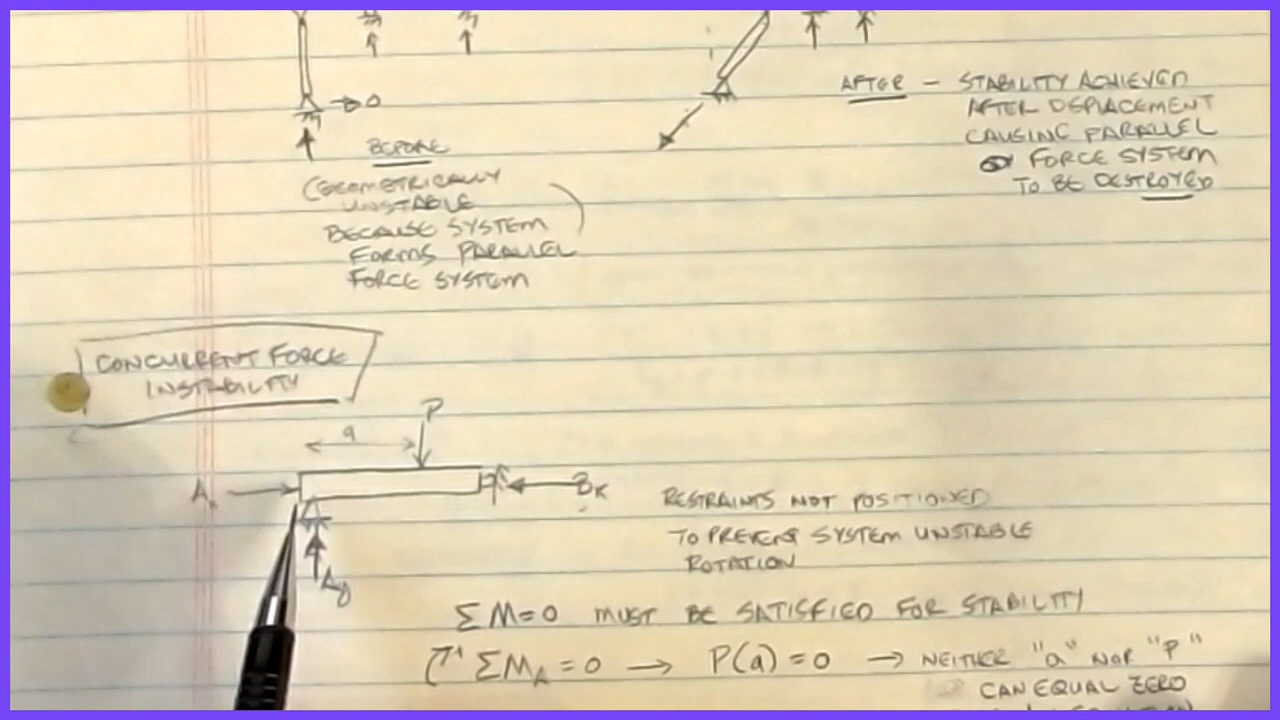 0
BEFORE
(GEOMETRICALLY
UNSTABLE
BECAUSE SYSTEM
FORMS PARALLEL
FORCE SYSTEM
)
AFTER — STABILITY ACHIEVED
AFTER DISPLACEMENT
CAUSING PARALLEL
FORCE SYSTEM
TO BE DESTROYED
CONCURRENT FORCE
INSTABILITY
P
a
Ax
Bx
Ay
RESTRAINTS NOT POSITIONED
TO PREVENT SYSTEM UNSTABLE
ROTATION
ΣM=0 MUST BE SATISFIED FOR STABILITY
+ ΣMA = 0 → P(a) = 0 → NEITHER "a" NOR "P"
CAN EQUAL ZERO